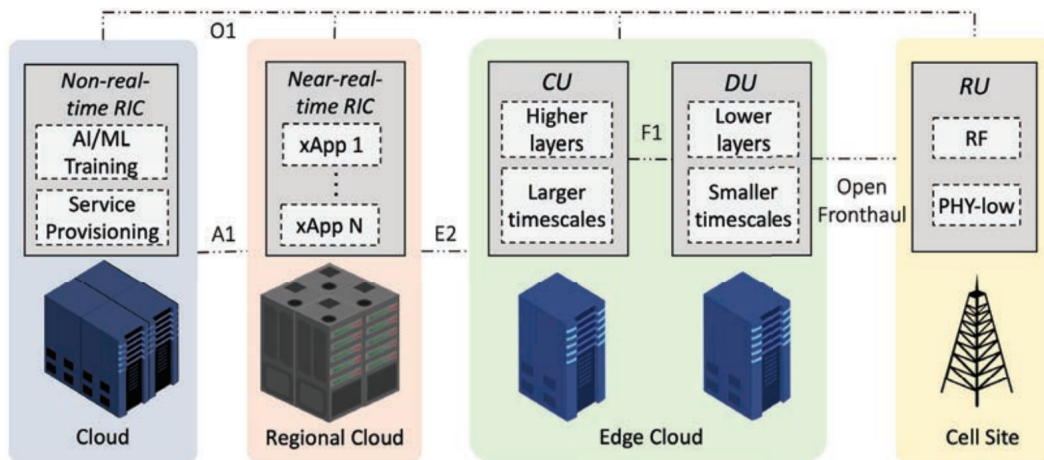 O1
Non-real-
time RIC
AI/ML
Training
Service
Provisioning
Cloud
A1
Near-real-
time RIC
xApp 1
xApp N
Regional Cloud
E2
CU
Higher
layers
Larger
timescales
F1
DU
Lower
layers
Smaller
timescales
Edge Cloud
Open
Fronthaul
RU
RF
PHY-low
Cell Site